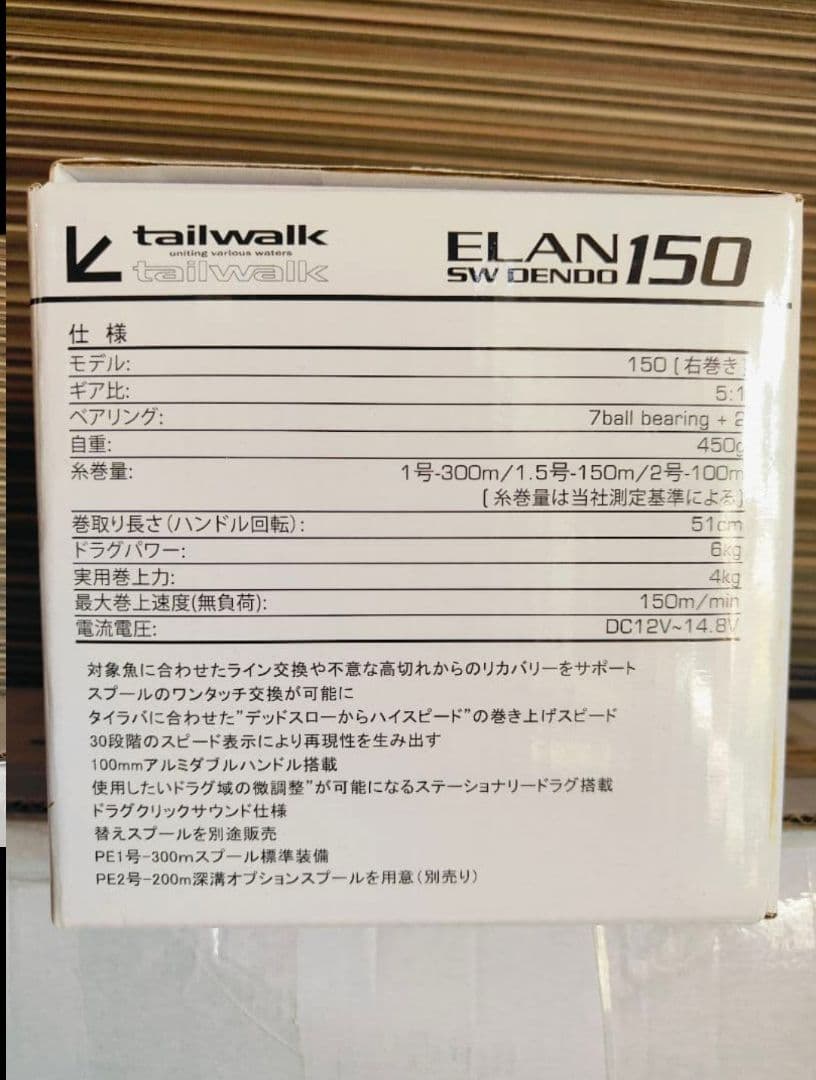 tailwalk
uniting various waters
tailwalk
ELAN
SW DENDO 150
仕 様
モデル: 150 [右巻き]
ギア比: 5:1
ベアリング: 7ball bearing + 2
自重: 450g
糸巻量: 1号-300m/1.5号-150m/2号-100m
[糸巻量は当社測定基準による]
巻取り長さ(ハンドル回転): 51cm
ドラグパワー: 6kg
実用巻上力: 4kg
最大巻上速度(無負荷): 150m/min
電流電圧: DC12V~14.8V
対象魚に合わせたライン交換や不意な高切れからのリカバリーをサポート
スプールのワンタッチ交換が可能に
タイラバに合わせた"デッドスローからハイスピード"の巻き上げスピード
30段階のスピード表示により再現性を生み出す
100mmアルミダブルハンドル搭載
使用したいドラグ域の微調整"が可能になるステーショナリードラグ搭載
ドラグクリックサウンド仕様
替えスプールを別途販売
PE1号-300mスプール標準装備
PE2号-200m深溝オプションスプールを用意(別売り)